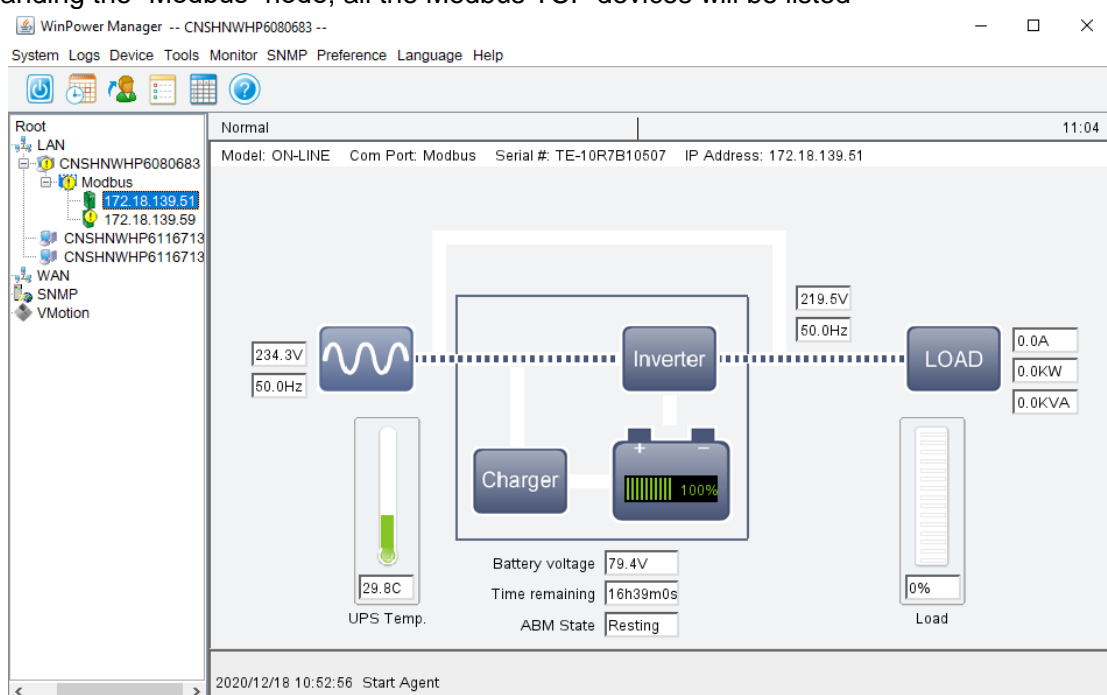 anding the "Modbus" node, all the Modbus TCP devices will be listed
WinPower Manager -- CNSHNWHP6080683 --
System Logs Device Tools Monitor SNMP Preference Language Help
Root
LAN
CNSHNWHP6080683
Modbus
172.18.139.51
172.18.139.59
CNSHNWHP6116713
CNSHNWHP6116713
WAN
SNMP
VMotion
Normal 11:04
Model: ON-LINE Com Port: Modbus Serial #: TE-10R7B10507 IP Address: 172.18.139.51
219.5V
50.0Hz
234.3V
50.0Hz
Inverter
LOAD
0.0A
0.0KW
0.0KVA
Charger
+ −
100%
29.8C
UPS Temp.
Battery voltage 79.4V
Time remaining 16h39m0s
ABM State Resting
0%
Load
2020/12/18 10:52:56 Start Agent